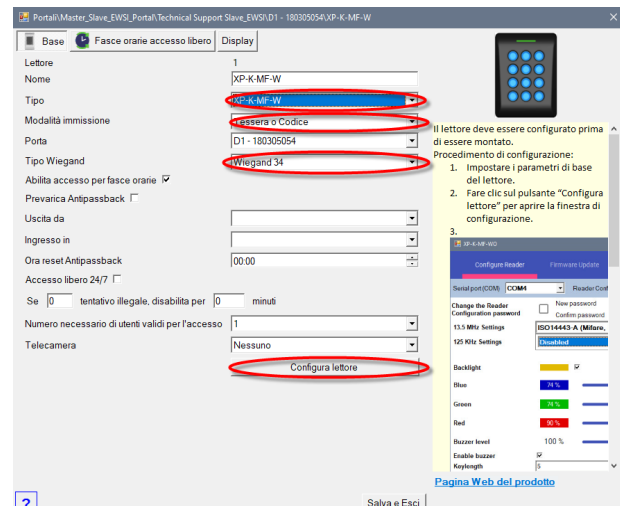 Portali\Master_Slave_EWSI_Portal\Technical Support Slave_EWSI\D1 - 180305054\XP-K-MF-W
Base Fasce orarie accesso libero Display
Lettore 1
Nome XP-K-MF-W
Tipo XP-K-MF-W
Modalità immissione Tessera o Codice
Porta D1 - 180305054
Tipo Wiegand Wiegand 34
Abilita accesso per fasce orarie
Prevarica Antipassback
Uscita da
Ingresso in
Ora reset Antipassback 00:00
Accesso libero 24/7
Se 0 tentativo illegale, disabilita per 0 minuti
Numero necessario di utenti validi per l'accesso 1
Telecamera Nessuno
Configura lettore
Salva e Esci
?
Il lettore deve essere configurato prima
di essere montato.
Procedimento di configurazione:
1. Impostare i parametri di base
del lettore.
2. Fare clic sul pulsante “Configura
lettore” per aprire la finestra di
configurazione.
3.
XP-K-MF-WO
Configure Reader Firmware Update
Serial port (COM) COM4 Reader Conf
Change the Reader
Configuration password
New password
Confirm password
13.5 MHz Settings ISO14443-A (Mifare,
125 KHz Settings Disabled
Backlight
Blue 74 %
Green 74 %
Red 90 %
Buzzer level 100 %
Enable buzzer
Keylength 5
Pagina Web del prodotto